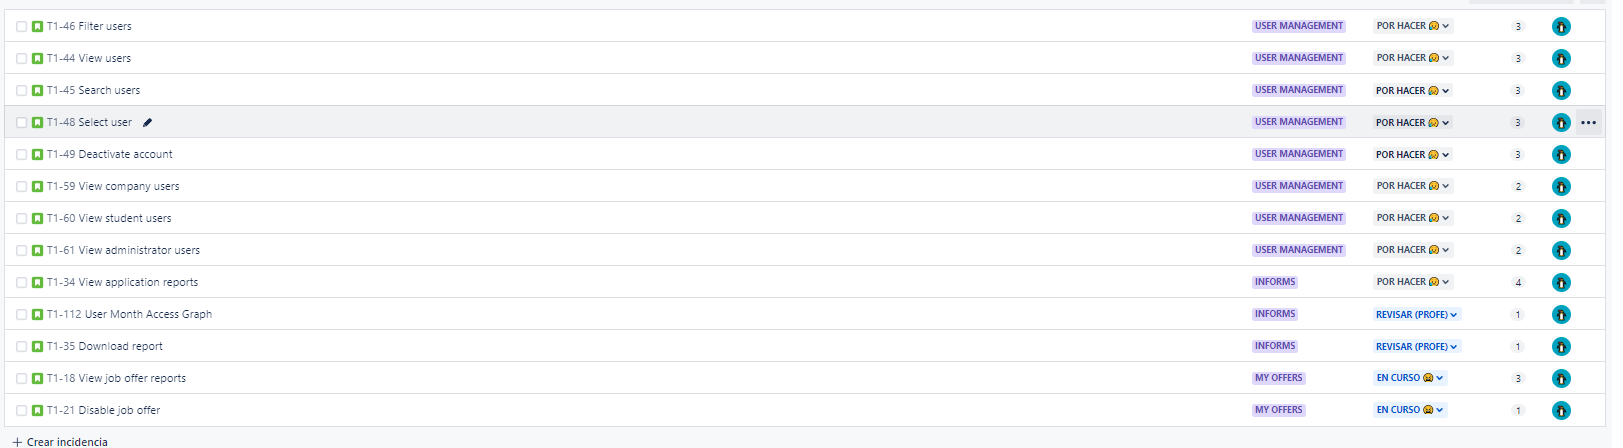 T1-46 Filter users USER MANAGEMENT POR HACER 3
T1-44 View users USER MANAGEMENT POR HACER 3
T1-45 Search users USER MANAGEMENT POR HACER 3
T1-48 Select user USER MANAGEMENT POR HACER 3
T1-49 Deactivate account USER MANAGEMENT POR HACER 3
T1-59 View company users USER MANAGEMENT POR HACER 2
T1-60 View student users USER MANAGEMENT POR HACER 2
T1-61 View administrator users USER MANAGEMENT POR HACER 2
T1-34 View application reports INFORMS POR HACER 4
T1-112 User Month Access Graph INFORMS REVISAR (PROFE) 1
T1-35 Download report INFORMS REVISAR (PROFE) 1
T1-18 View job offer reports MY OFFERS EN CURSO 3
T1-21 Disable job offer MY OFFERS EN CURSO 1
+ Crear incidencia